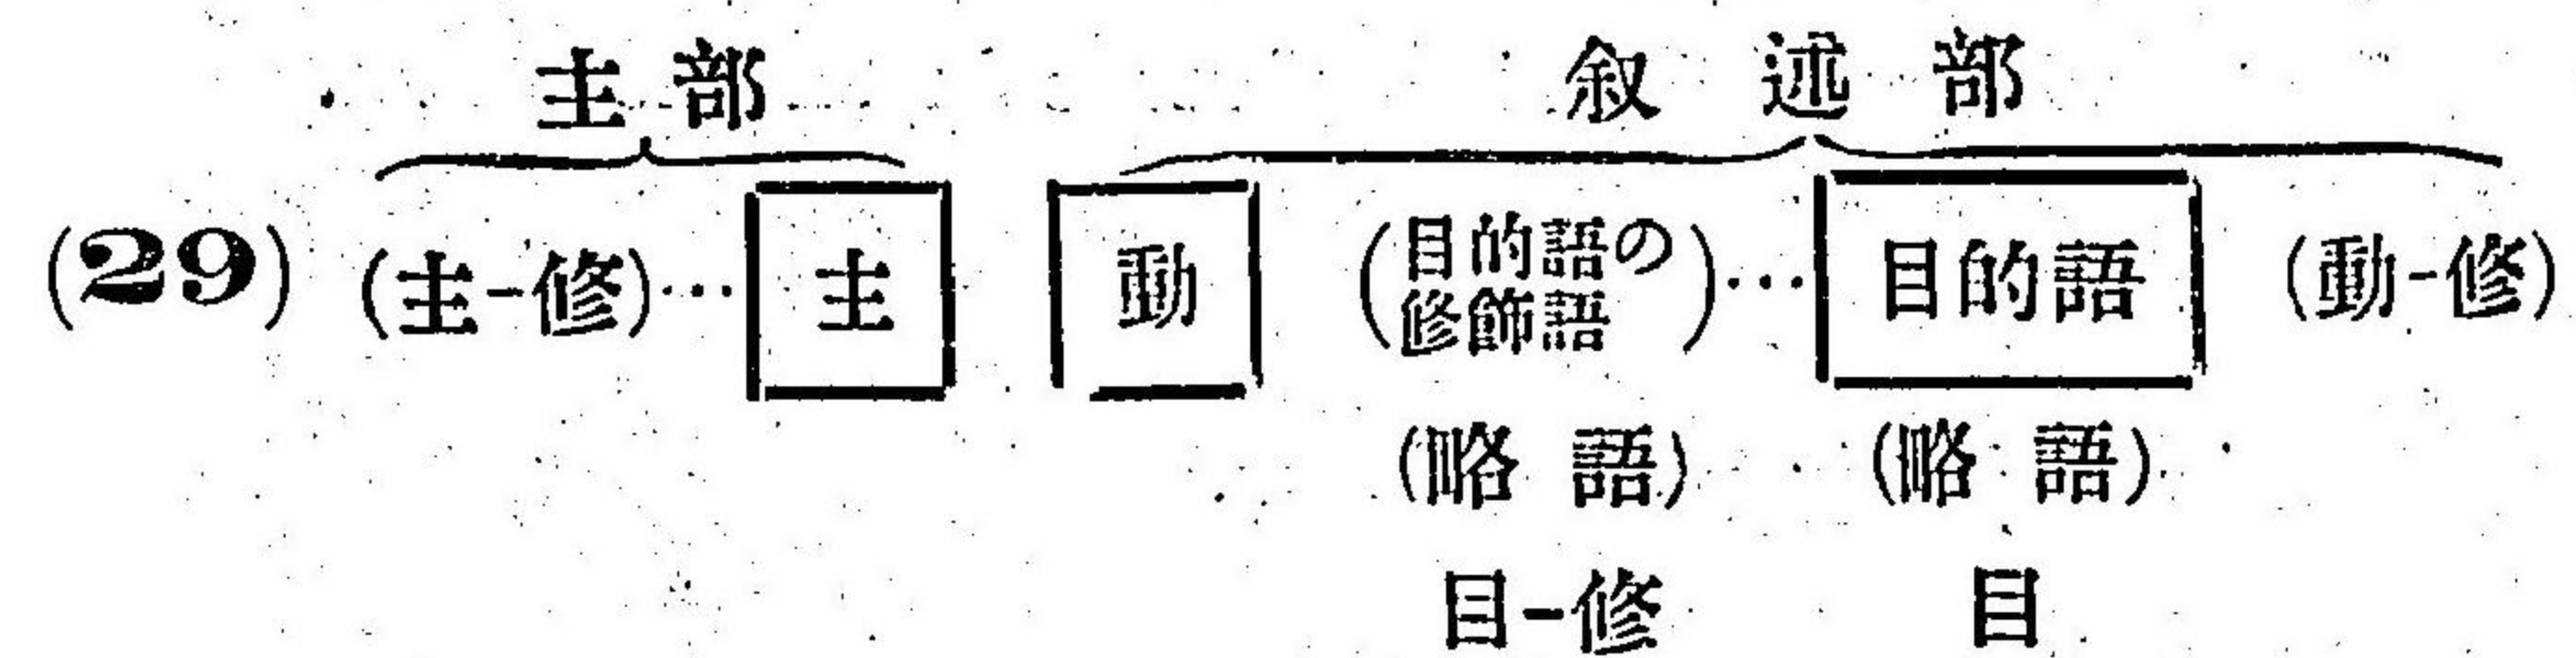 主部 叙述部
(29) (主-修)… 主 動 (目的語の修飾語)… 目的語 (動-修)
(略語) (略語)
目-修 目